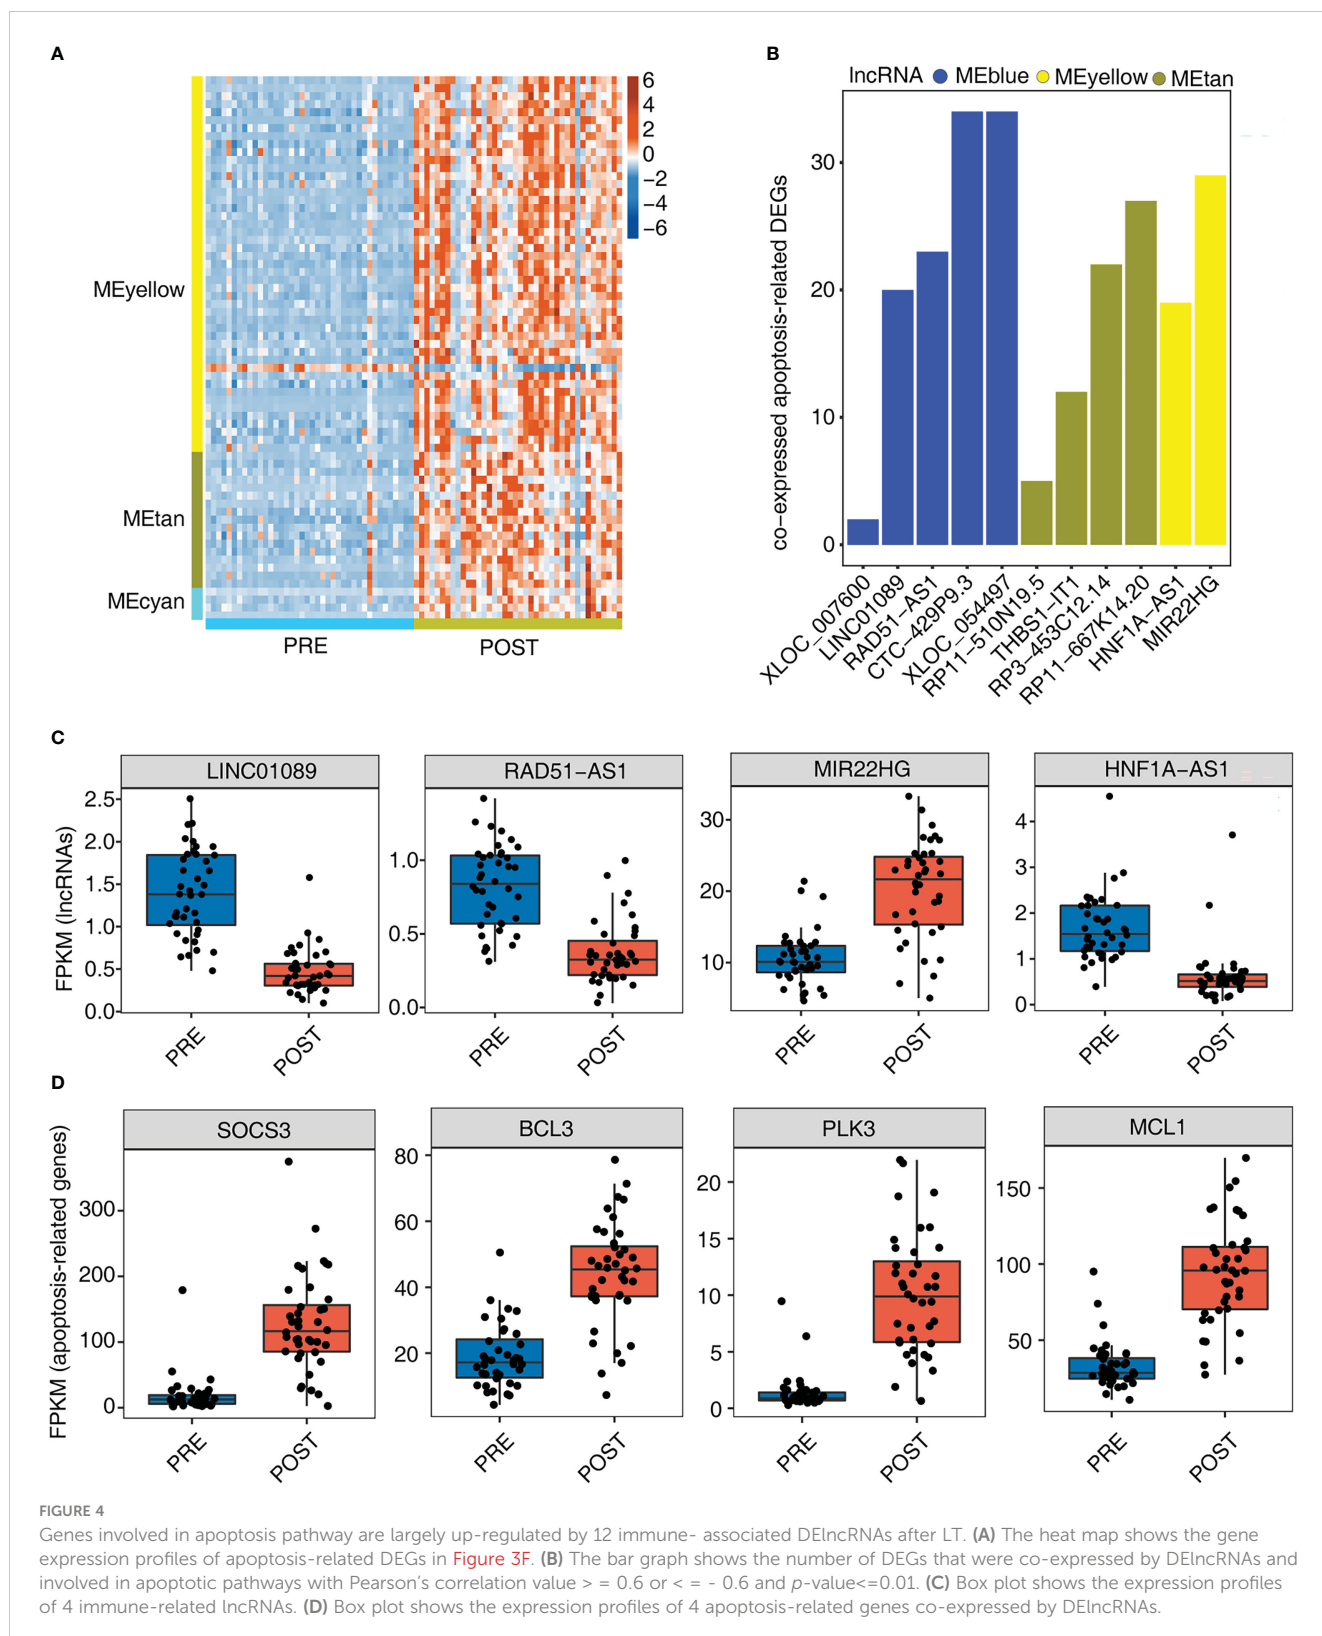 A
6
4
2
0
−2
−4
−6
MEyellow
MEtan
MEcyan
PRE
POST
B
lncRNA MEblue MEyellow MEtan
co−expressed apoptosis−related DEGs
30
20
10
0
XLOC_007600
LINC01089
RAD51−AS1
CTC−429P9.3
XLOC_054497
RP11−510N19.5
THBS1−IT1
RP3−453C12.14
RP11−667K14.20
HNF1A−AS1
MIR22HG
C
FPKM (lncRNAs)
LINC01089
2.5
2.0
1.5
1.0
0.5
0.0
PRE
POST
RAD51−AS1
1.0
0.5
0.0
PRE
POST
MIR22HG
30
20
10
PRE
POST
HNF1A−AS1
4
3
2
1
0
PRE
POST
D
FPKM (apoptosis−related genes)
SOCS3
300
200
100
0
PRE
POST
BCL3
80
60
40
20
PRE
POST
PLK3
20
15
10
5
0
PRE
POST
MCL1
150
100
50
PRE
POST
FIGURE 4
Genes involved in apoptosis pathway are largely up-regulated by 12 immune- associated DElncRNAs after LT. (A) The heat map shows the gene
expression profiles of apoptosis-related DEGs in Figure 3F. (B) The bar graph shows the number of DEGs that were co-expressed by DElncRNAs and
involved in apoptotic pathways with Pearson's correlation value > = 0.6 or < = - 0.6 and p-value<=0.01. (C) Box plot shows the expression profiles
of 4 immune-related lncRNAs. (D) Box plot shows the expression profiles of 4 apoptosis-related genes co-expressed by DElncRNAs.